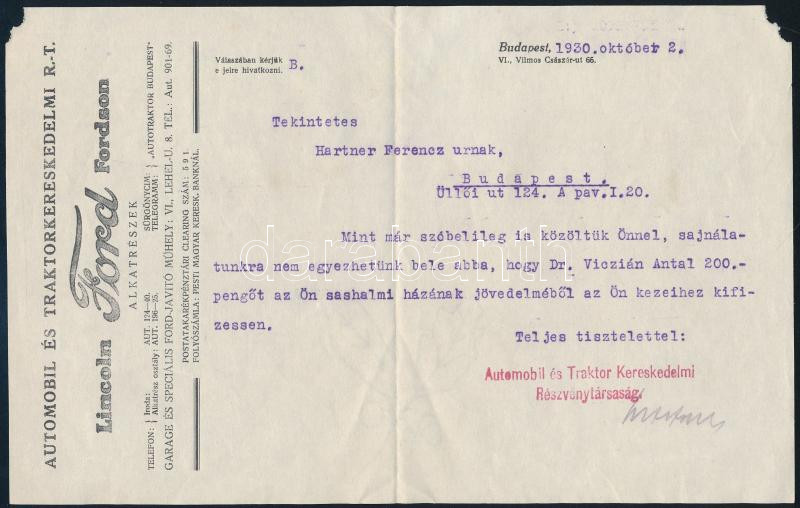 AUTOMOBIL ÉS TRAKTORKERESKEDELMI R.-T.
Lincoln Ford Fordson
ALKATRÉSZEK
TELEFON: Iroda: AUT. 124—40. SÜRGÖNYCIM: „AUTOTRAKTOR BUDAPEST”
Alkatrész osztály: AUT. 196—25. TELEGRAMM:
GARAGE ÉS SPECIÁLIS FORD-JAVITÓ MŰHELY: VI., LEHEL-U. 8. TEL.: Aut. 901-69.
POSTATAKARÉKPÉNZTÁRI CLEARING SZÁM: 591
FOLYÓSZÁMLA: PESTI MAGYAR KERESK. BANKNÁL.
Válaszában kérjük
e jelre hivatkozni. B.
Budapest, 1930.október 2.
VI., Vilmos Császár-ut 66.
Tekintetes
Hartner Ferencz urnak,
Budapest.
Üllői ut 124. A pav.I.20.
Mint már szóbelileg is közöltük Önnel, sajnála-
tunkra nem egyezhetünk bele abba, hogy Dr. Viczián Antal 200.-
pengőt az Ön sashalmi házának jövedelméből az Ön kezeihez kifi-
zessen.
Teljes tisztelettel:
Automobil és Traktor Kereskedelmi
Részvénytársaság
darabanth